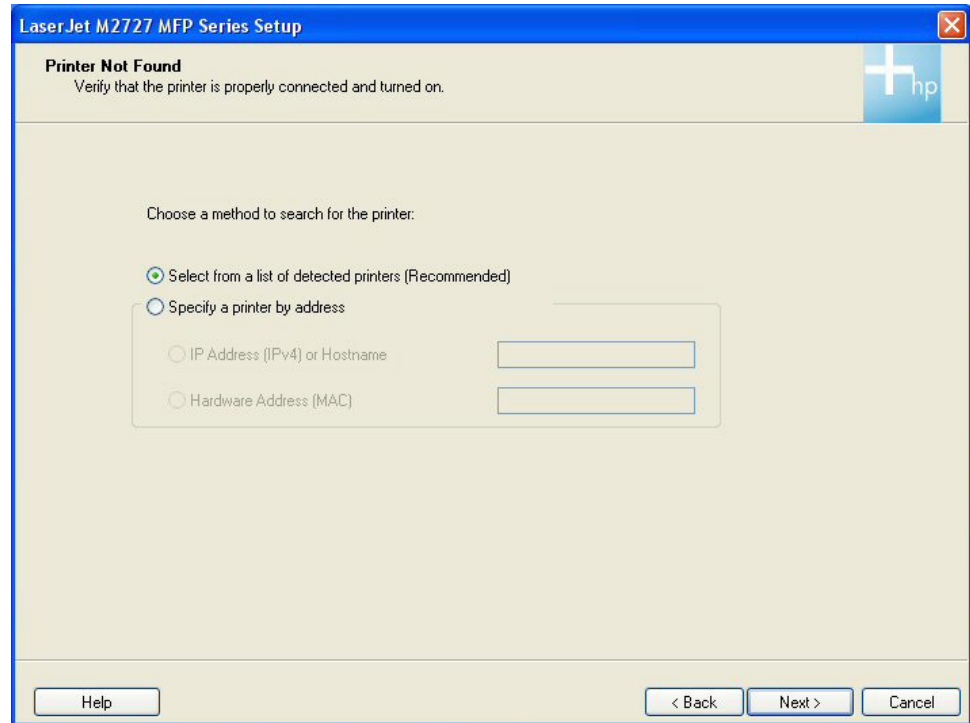 LaserJet M2727 MFP Series Setup
Printer Not Found
Verify that the printer is properly connected and turned on.
hp
Choose a method to search for the printer:
Select from a list of detected printers (Recommended)
Specify a printer by address
IP Address (IPv4) or Hostname
Hardware Address (MAC)
Help
< Back
Next >
Cancel